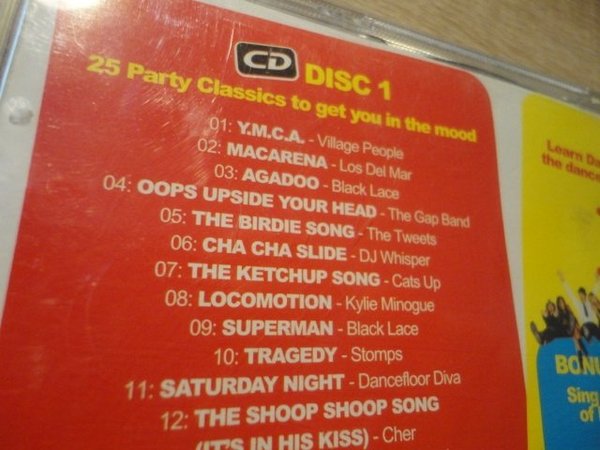 CD DISC 1
25 Party Classics to get you in the mood
01: Y.M.C.A. - Village People
02: MACARENA - Los Del Mar
03: AGADOO - Black Lace
04: OOPS UPSIDE YOUR HEAD - The Gap Band
05: THE BIRDIE SONG - The Tweets
06: CHA CHA SLIDE - DJ Whisper
07: THE KETCHUP SONG - Cats Up
08: LOCOMOTION - Kylie Minogue
09: SUPERMAN - Black Lace
10: TRAGEDY - Stomps
11: SATURDAY NIGHT - Dancefloor Diva
12: THE SHOOP SHOOP SONG
(IT'S IN HIS KISS) - Cher
Learn
the dance
Sing
of